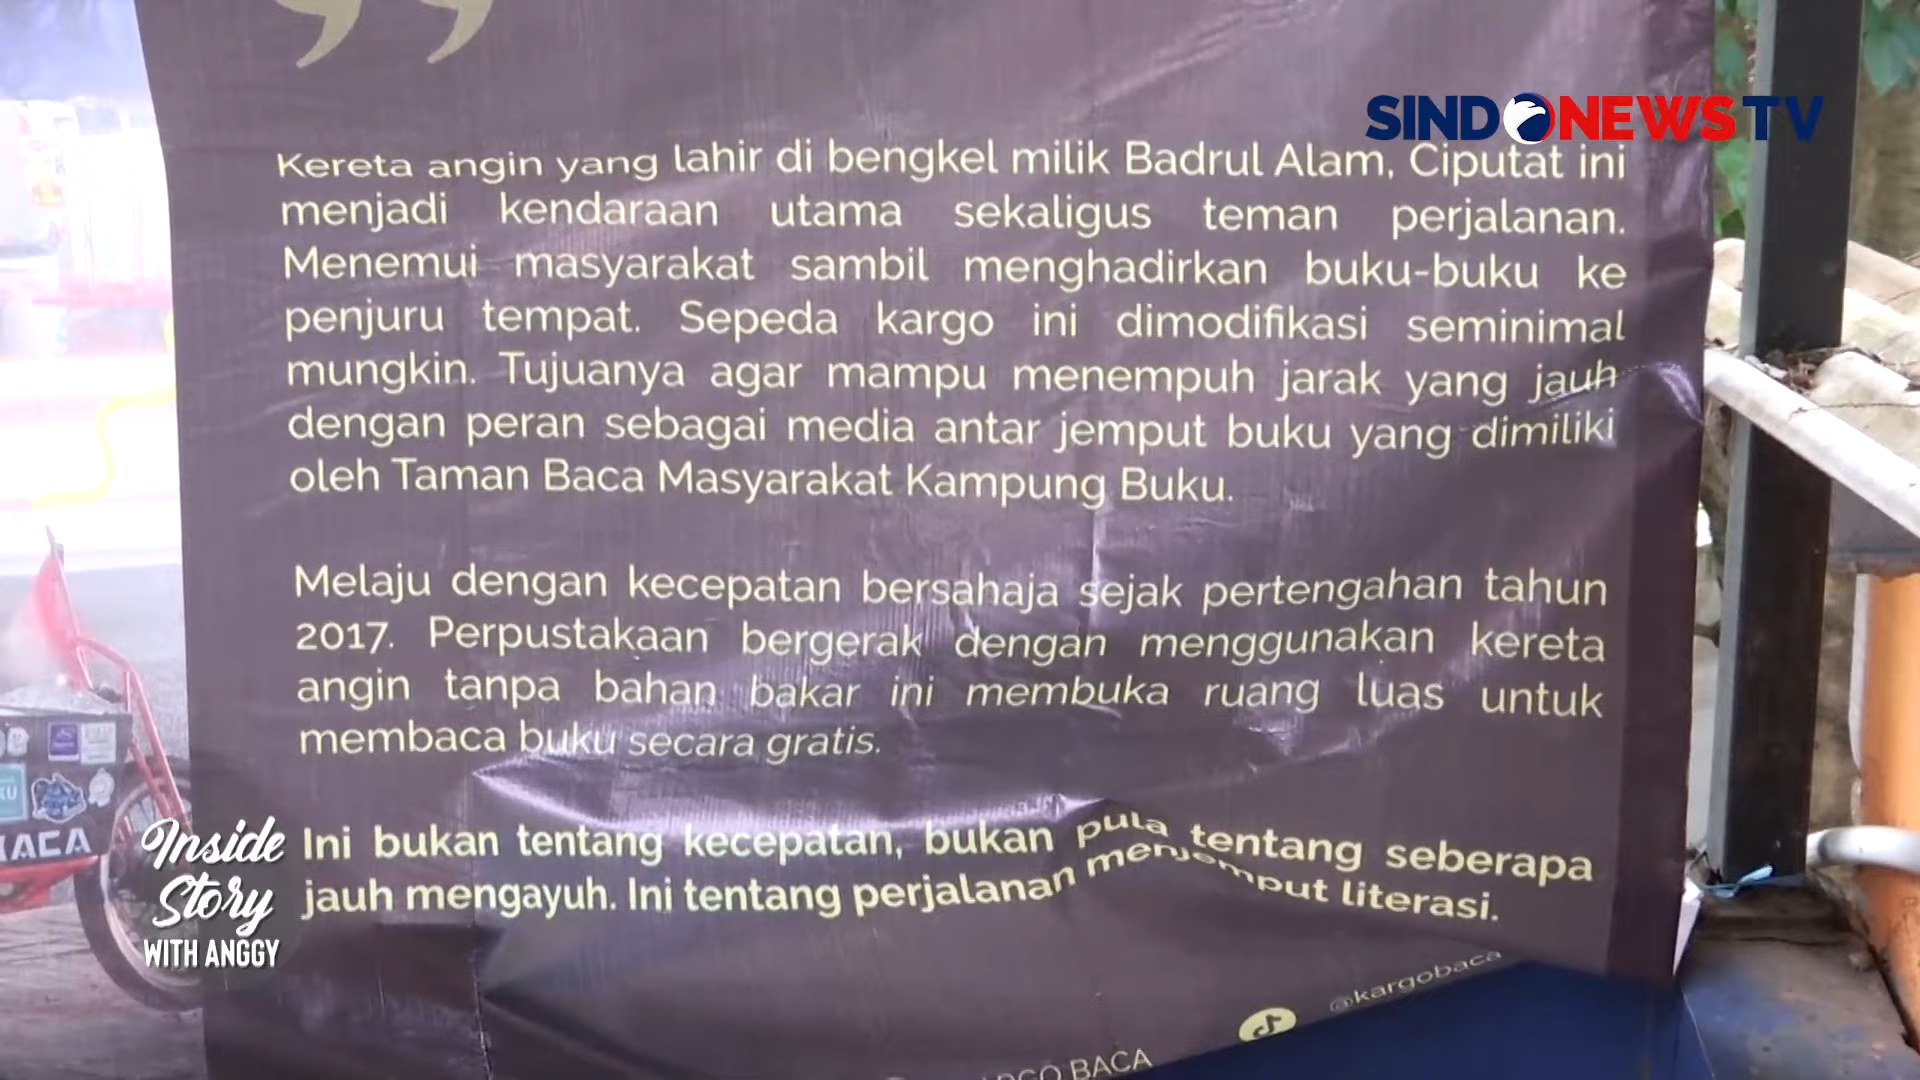 SINDONEWS TV
Kereta angin yang lahir di bengkel milik Badrul Alam, Ciputat ini
menjadi kendaraan utama sekaligus teman perjalanan.
Menemui masyarakat sambil menghadirkan buku-buku ke
penjuru tempat. Sepeda kargo ini dimodifikasi seminimal
mungkin. Tujuanya agar mampu menempuh jarak yang jauh
dengan peran sebagai media antar jemput buku yang dimiliki
oleh Taman Baca Masyarakat Kampung Buku.
Melaju dengan kecepatan bersahaja sejak pertengahan tahun
2017. Perpustakaan bergerak dengan menggunakan kereta
angin tanpa bahan bakar ini membuka ruang luas untuk
membaca buku secara gratis.
Ini bukan tentang kecepatan, bukan pula tentang seberapa
jauh mengayuh. Ini tentang perjalanan menjemput literasi.
@kargobaca
BACA
Inside
Story
WITH ANGGY